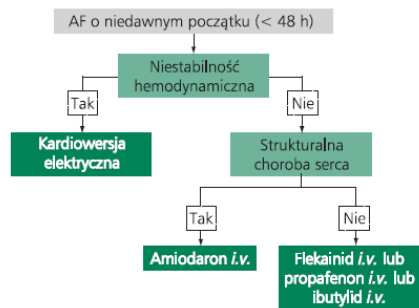 AF o niedawnym początku (< 48 h)
Niestabilność
hemodynamiczna
Tak
Nie
Kardiowersja
elektryczna
Strukturalna
choroba serca
Tak
Nie
Amiodaron i.v.
Flekainid i.v. lub
propafenon i.v. lub
ibutylid i.v.